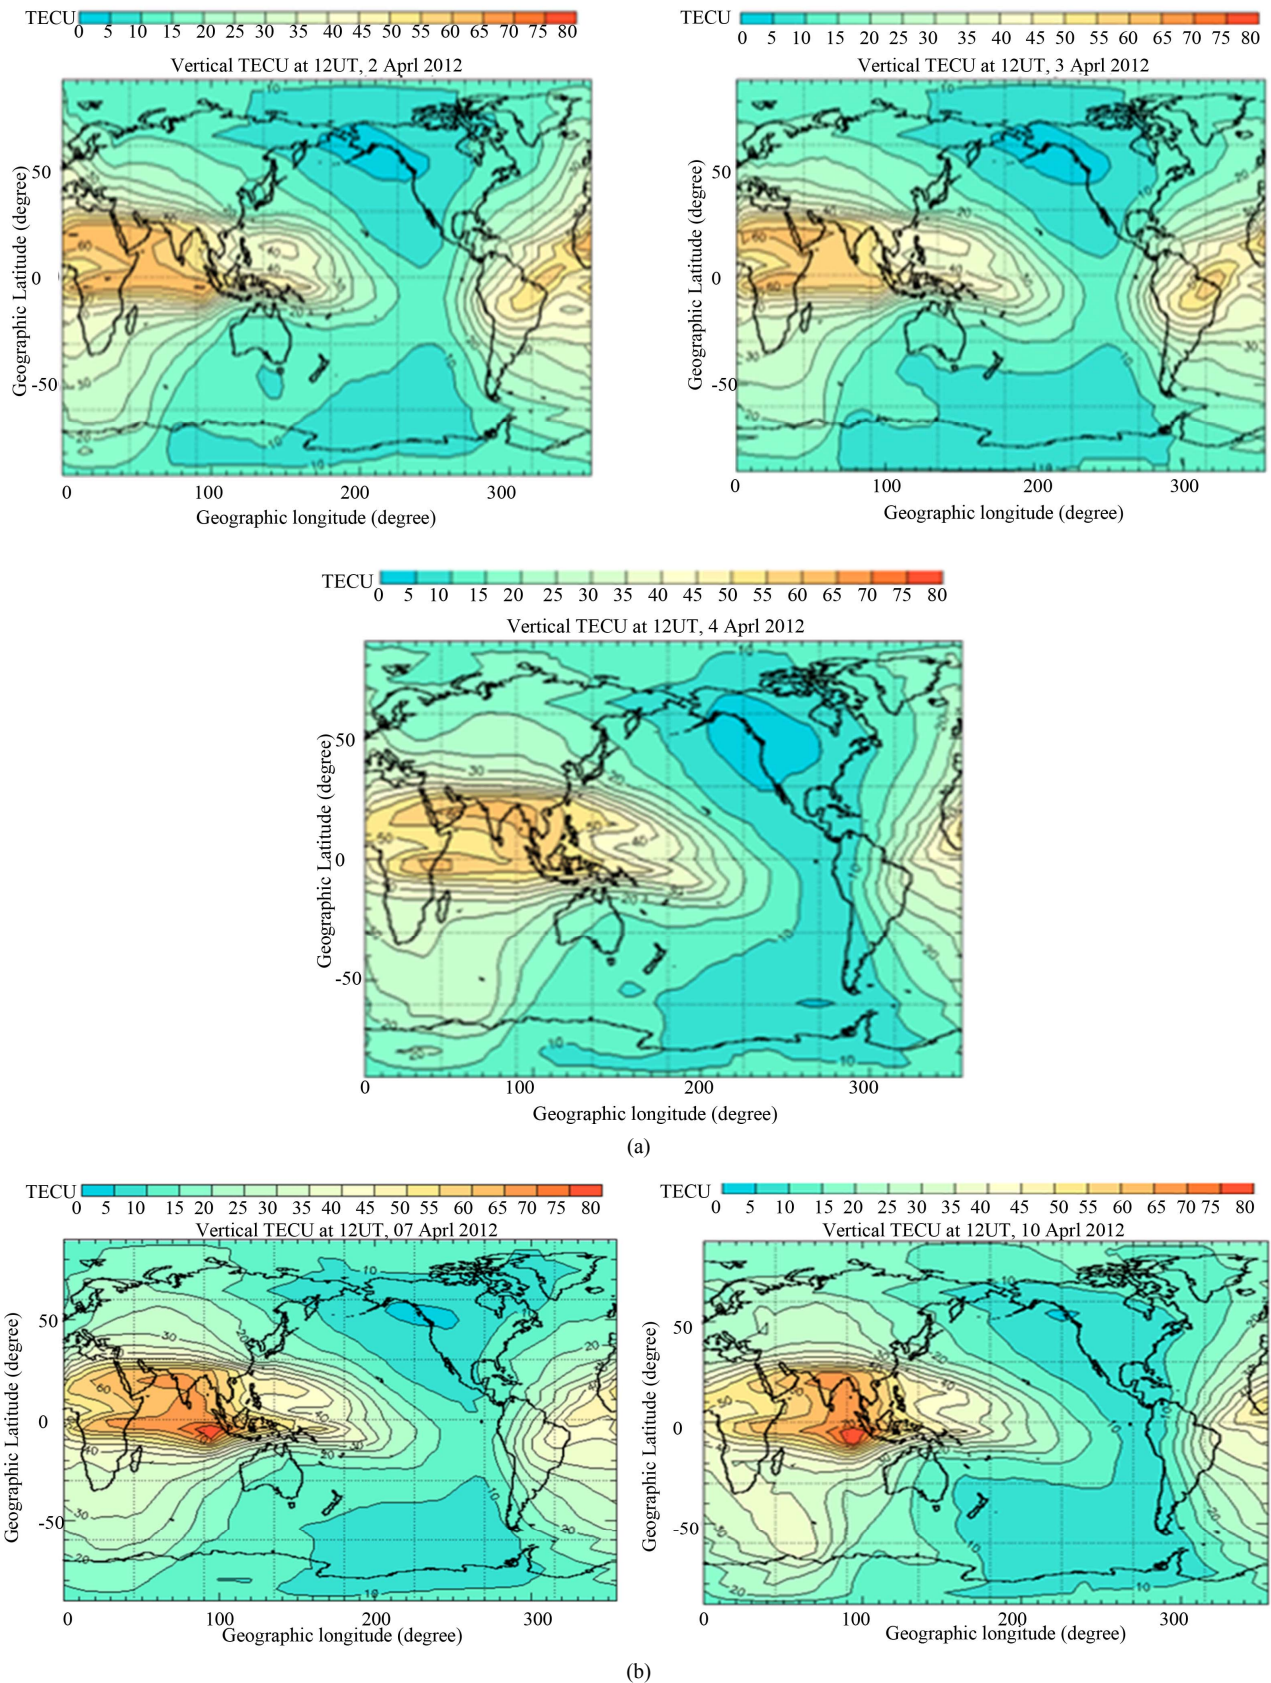 TECU
0 5 10 15 20 25 30 35 40 45 50 55 60 65 70 75 80
Vertical TECU at 12UT, 2 Aprl 2012
Geographic Latitude (degree)
50
0
-50
0 100 200 300
Geographic longitude (degree)
TECU
0 5 10 15 20 25 30 35 40 45 50 55 60 65 70 75 80
Vertical TECU at 12UT, 3 Aprl 2012
Geographic Latitude (degree)
50
0
-50
0 100 200 300
Geographic longitude (degree)
TECU
0 5 10 15 20 25 30 35 40 45 50 55 60 65 70 75 80
Vertical TECU at 12UT, 4 Aprl 2012
Geographic Latitude (degree)
50
0
-50
0 100 200 300
Geographic longitude (degree)
(a)
TECU
0 5 10 15 20 25 30 35 40 45 50 55 60 65 70 75 80
Vertical TECU at 12UT, 07 Aprl 2012
Geographic Latitude (degree)
50
0
-50
0 100 200 300
Geographic longitude (degree)
TECU
0 5 10 15 20 25 30 35 40 45 50 55 60 65 70 75 80
Vertical TECU at 12UT, 10 Aprl 2012
Geographic Latitude (degree)
50
0
-50
0 100 200 300
Geographic longitude (degree)
(b)